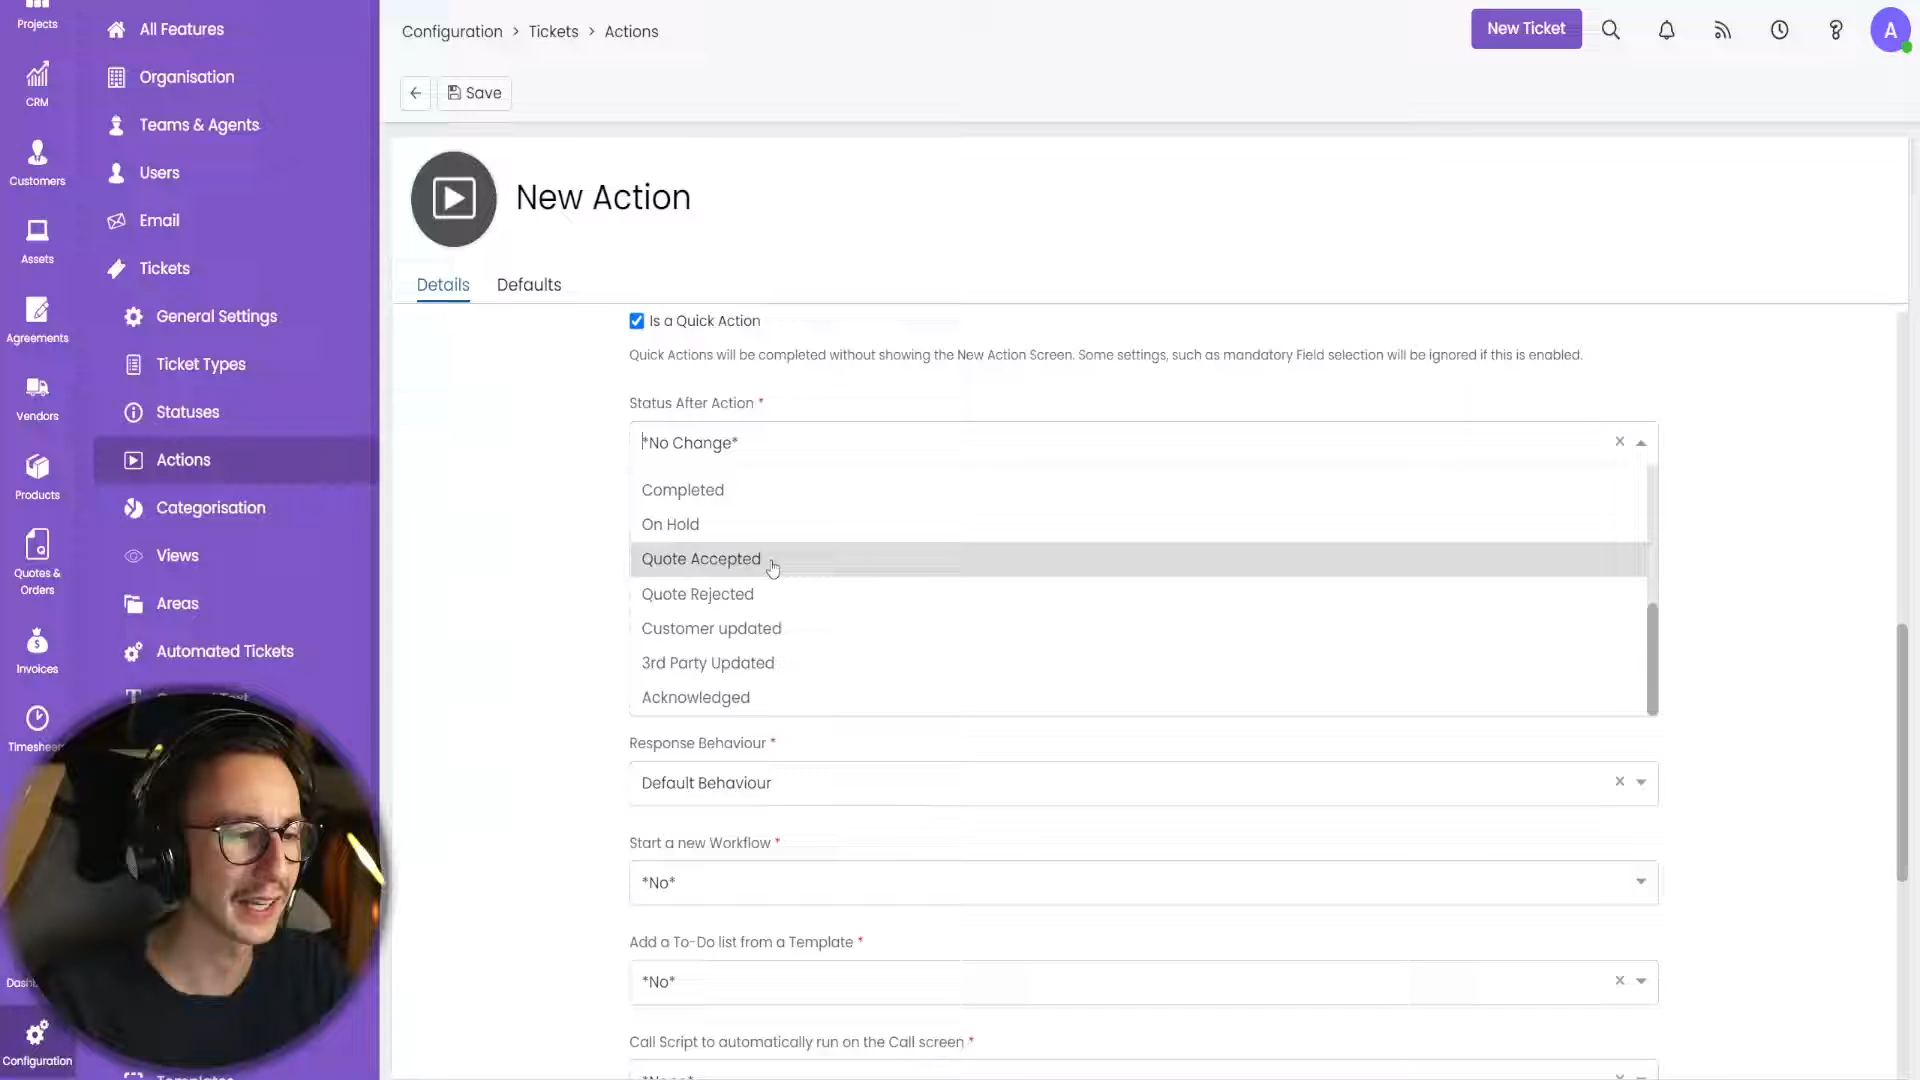 Projects
CRM
Customers
Assets
Agreements
Vendors
Products
Quotes &
Orders
Invoices
Configuration
All Features
Organisation
Teams & Agents
Users
Email
Tickets
General Settings
Ticket Types
Statuses
Actions
Categorisation
Views
Areas
Automated Tickets
Configuration > Tickets > Actions
New Ticket
A
Save
New Action
Details
Defaults
Is a Quick Action
Quick Actions will be completed without showing the New Action Screen. Some settings, such as mandatory Field selection will be ignored if this is enabled.
Status After Action *
*No Change*
Completed
On Hold
Quote Accepted
Quote Rejected
Customer updated
3rd Party Updated
Acknowledged
Response Behaviour *
Default Behaviour
Start a new Workflow *
*No*
Add a To-Do list from a Template *
*No*
Call Script to automatically run on the Call screen *